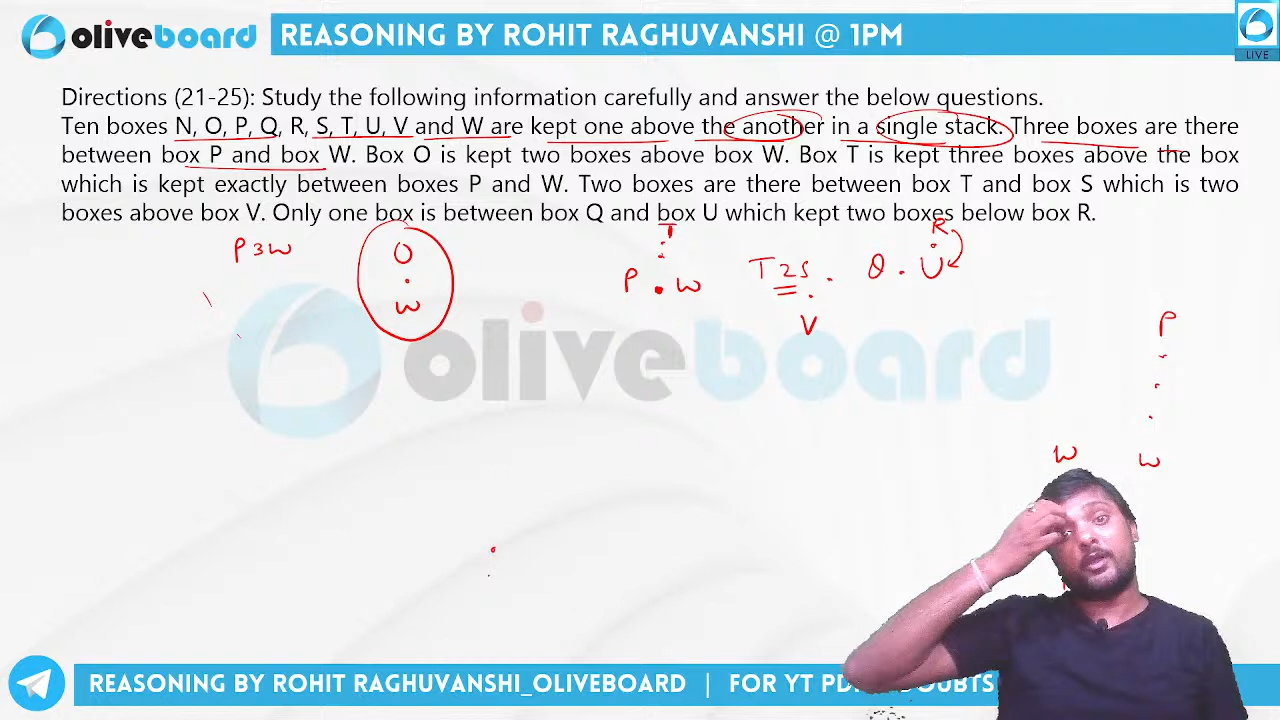 oliveboard
REASONING BY ROHIT RAGHUVANSHI @ 1PM
LIVE
Directions (21-25): Study the following information carefully and answer the below questions.
Ten boxes N, O, P, Q, R, S, T, U, V and W are kept one above the another in a single stack. Three boxes are there
between box P and box W. Box O is kept two boxes above box W. Box T is kept three boxes above the box
which is kept exactly between boxes P and W. Two boxes are there between box T and box S which is two
boxes above box V. Only one box is between box Q and box U which kept two boxes below box R.
P 3 W
O
.
W
T
P . W
T 2 S .
V
R
Q . U
P
W
W
oliveboard
REASONING BY ROHIT RAGHUVANSHI_OLIVEBOARD | FOR YT